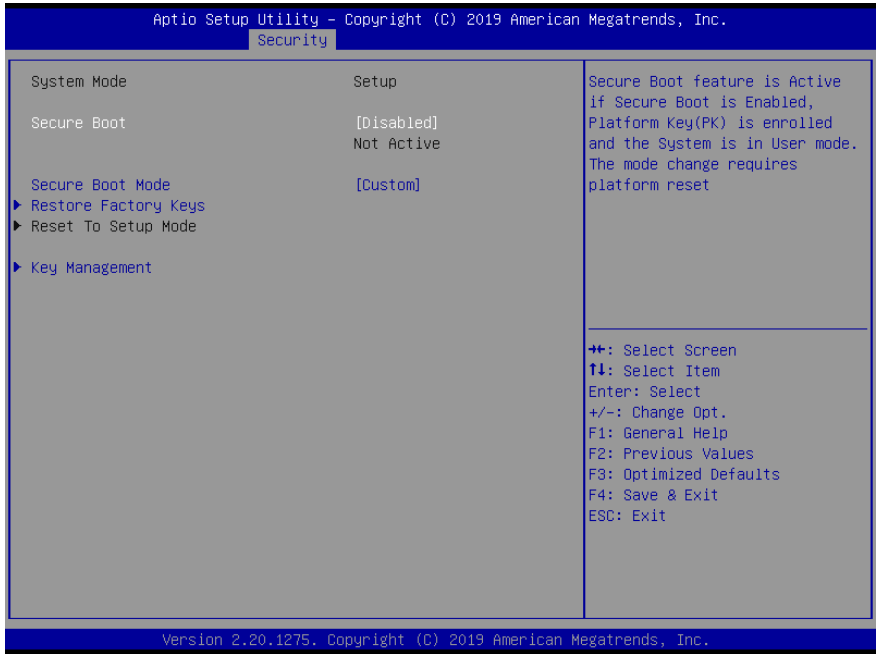 Aptio Setup Utility – Copyright (C) 2019 American Megatrends, Inc.
Security
System Mode Setup
Secure Boot [Disabled]
Not Active
Secure Boot Mode [Custom]
Restore Factory Keys
Reset To Setup Mode
Key Management
Secure Boot feature is Active
if Secure Boot is Enabled,
Platform Key(PK) is enrolled
and the System is in User mode.
The mode change requires
platform reset
→←: Select Screen
↑↓: Select Item
Enter: Select
+/-: Change Opt.
F1: General Help
F2: Previous Values
F3: Optimized Defaults
F4: Save & Exit
ESC: Exit
Version 2.20.1275. Copyright (C) 2019 American Megatrends, Inc.